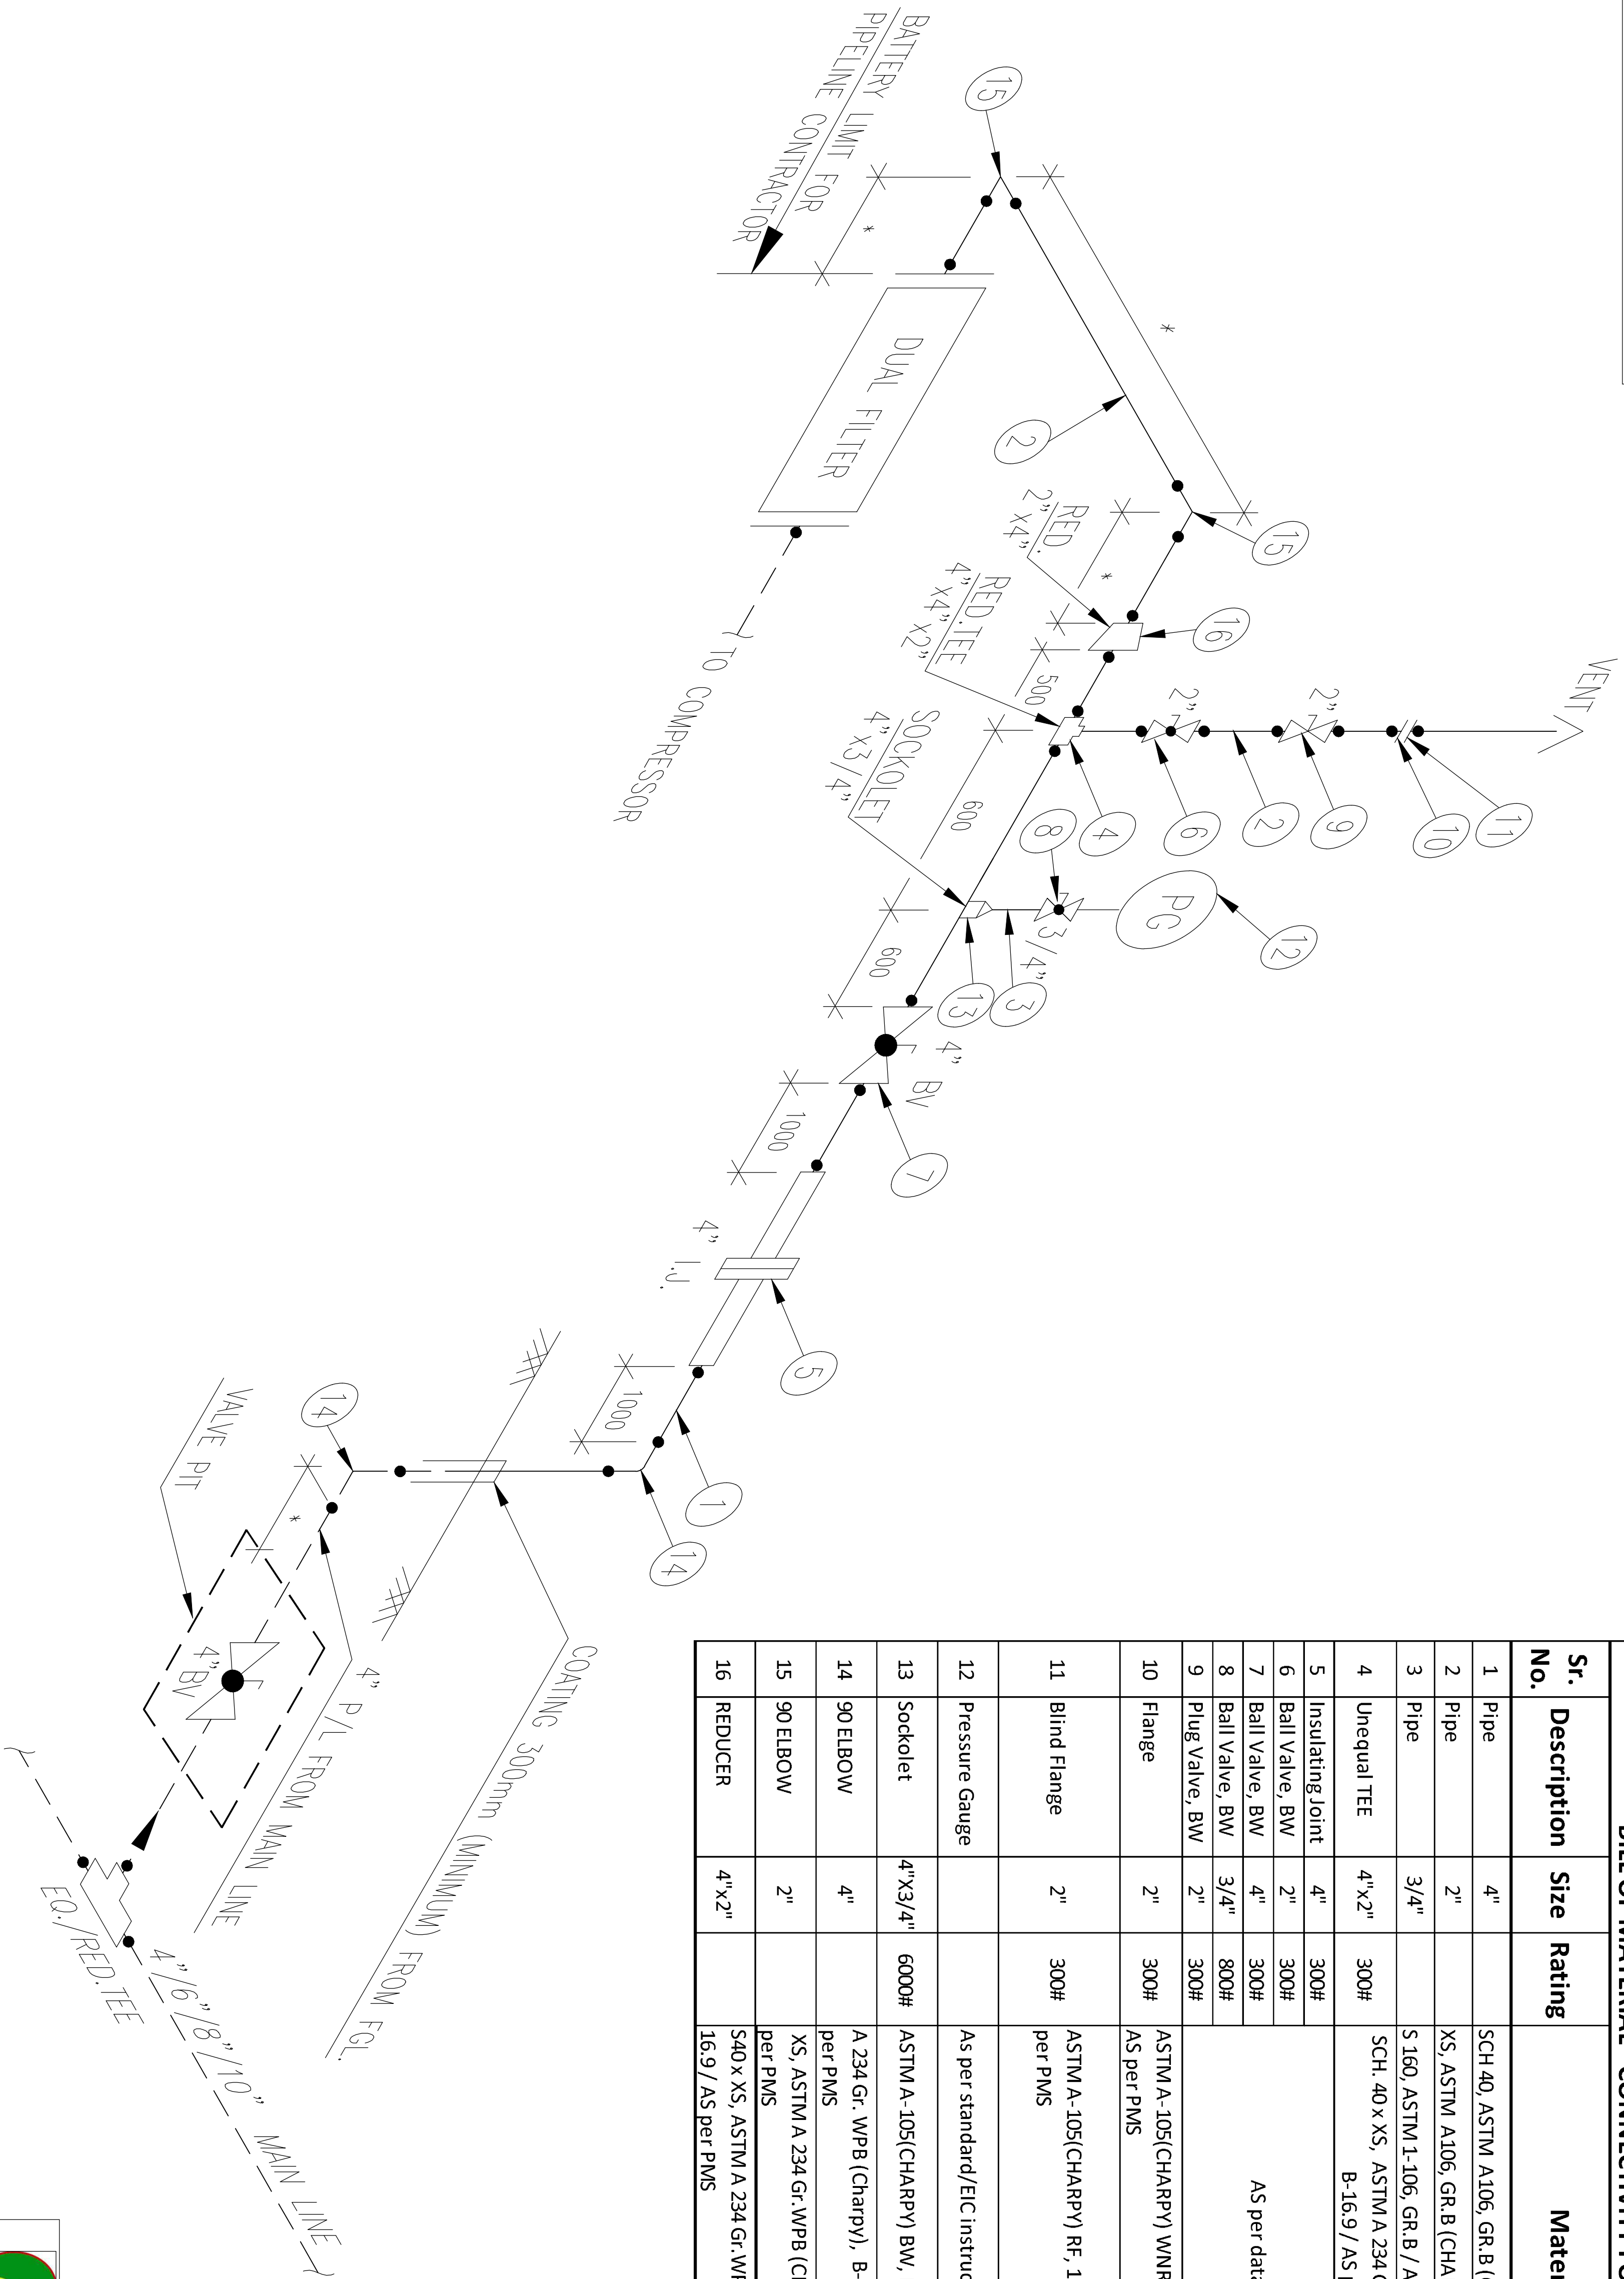 VENT
15
BATTERY LIMIT FOR
PIPELINE CONTRACTOR
*
*
2
DUAL FILTER
15
*
RED.
2"x4"
16
RED.TEE
4"x4"x2"
500
2"
2"
11
10
9
2
6
4
TO COMPRESSOR
SOCKOLET
4"x3/4"
600
8
PG
12
3/4"
3
13
600
4" BV
7
1000
4" I.J.
5
1000
1
14
14
*
VALVE PIT
4" BV
4" P/L FROM MAIN LINE
COATING 300mm (MINIMUM) FROM FGL.
EQ./RED.TEE
4"/6"/8"/10" MAIN LINE
Sr. No. Description Size Rating
1 Pipe 4" SCH 40, ASTM A106, GR.B
2 Pipe 2" XS, ASTM A106, GR.B
3 Pipe 3/4" S 160, ASTM 1-106, GR.B /
4 Unequal TEE 4"x2" 300# SCH. 40 x XS, ASTM A 234
B-16.9 / AS
5 Insulating Joint 4" 300#
6 Ball Valve, BW 2" 300#
7 Ball Valve, BW 4" 300#
8 Ball Valve, BW 3/4" 800#
9 Plug Valve, BW 2" 300#
AS per
10 Flange 2" 300# ASTM A-105(CHARPY)
AS per PMS
11 Blind Flange 2" 300# ASTM A-105(CHARPY) RF,
per PMS
12 Pressure Gauge As per standard/EIC
13 Sockolet 4"X3/4" 6000# ASTM A-105(CHARPY) BW,
14 90 ELBOW 4" A 234 Gr. WPB (Charpy), B-
per PMS
15 90 ELBOW 2" XS, ASTM A 234 Gr.WPB
per PMS
16 REDUCER 4"x2" S40 x XS, ASTM A 234
16.9 / AS per PMS